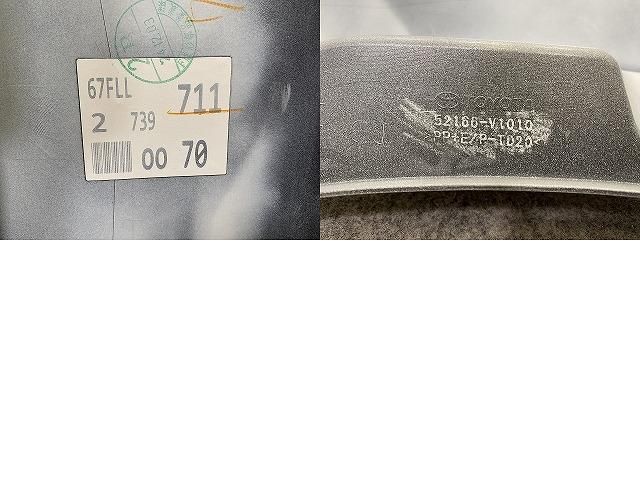 67FLL
711
2 739
00 70
TOYOTA
52166-V1010
PP+E/P-TD20